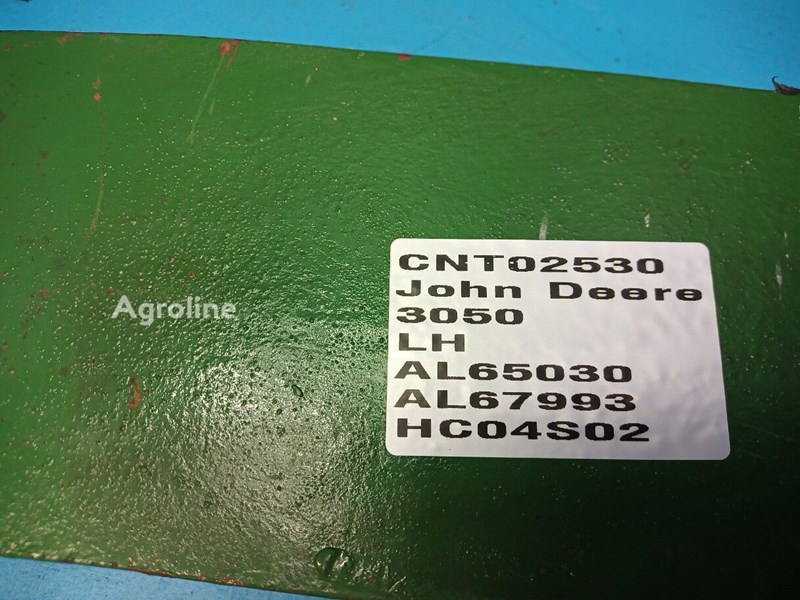 CNT02530
John Deere
3050
LH
AL65030
AL67993
HC04S02
Agroline